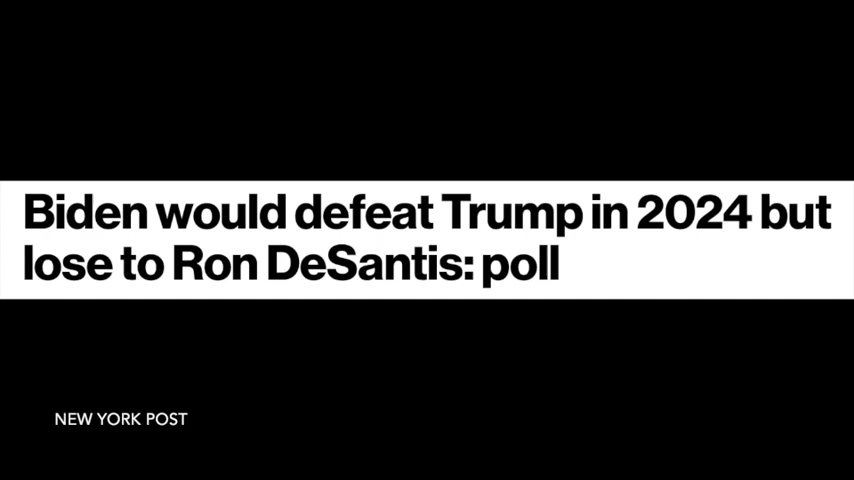 Biden would defeat Trump in 2024 but
lose to Ron DeSantis: poll
NEW YORK POST